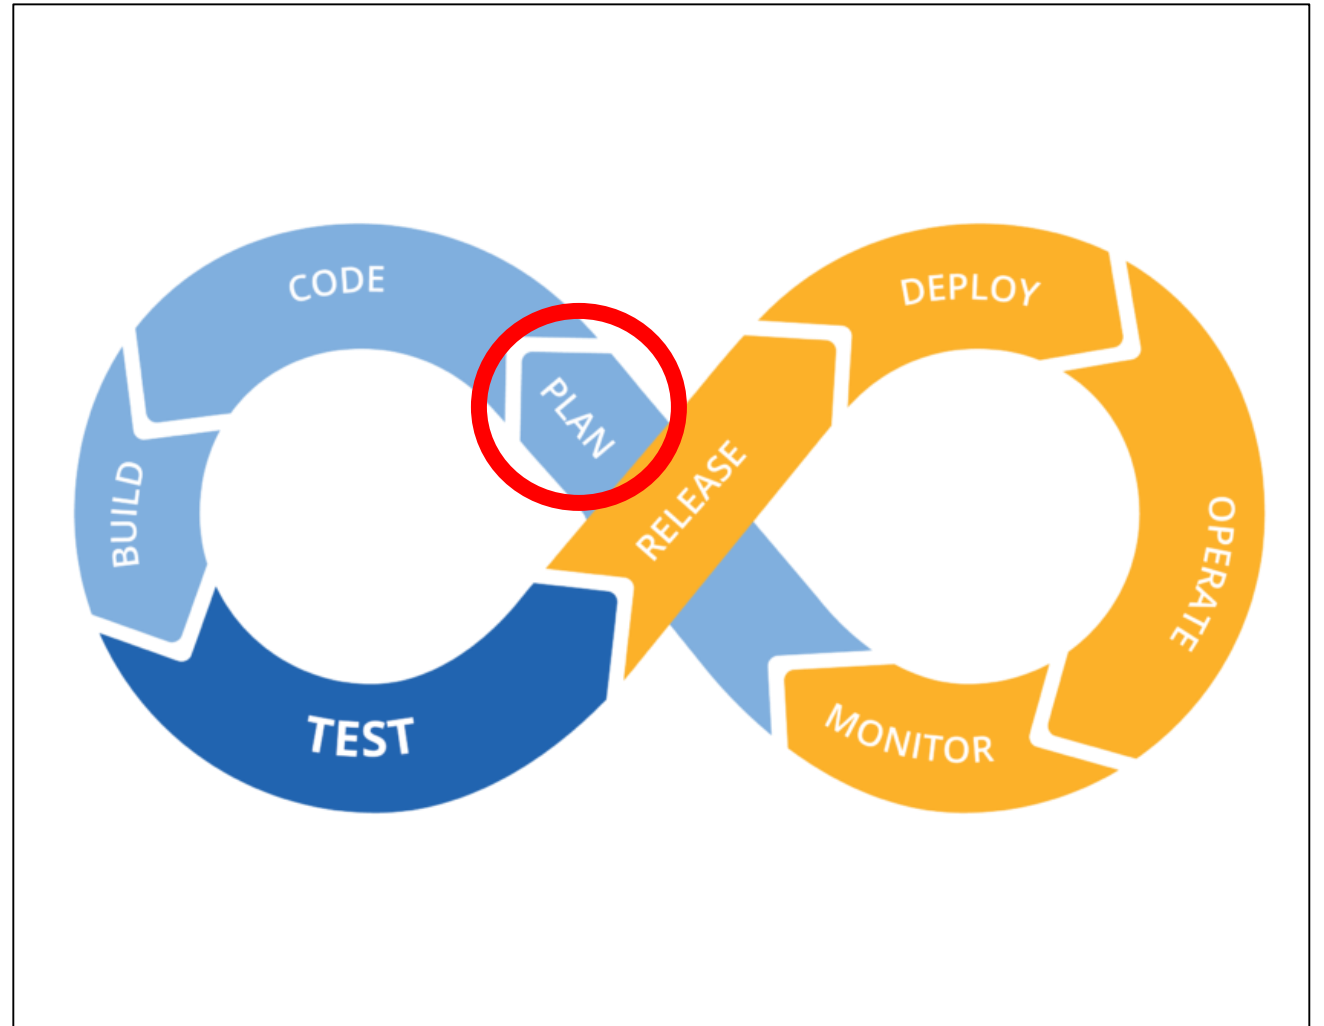 CODE
PLAN
DEPLOY
BUILD
RELEASE
OPERATE
TEST
MONITOR